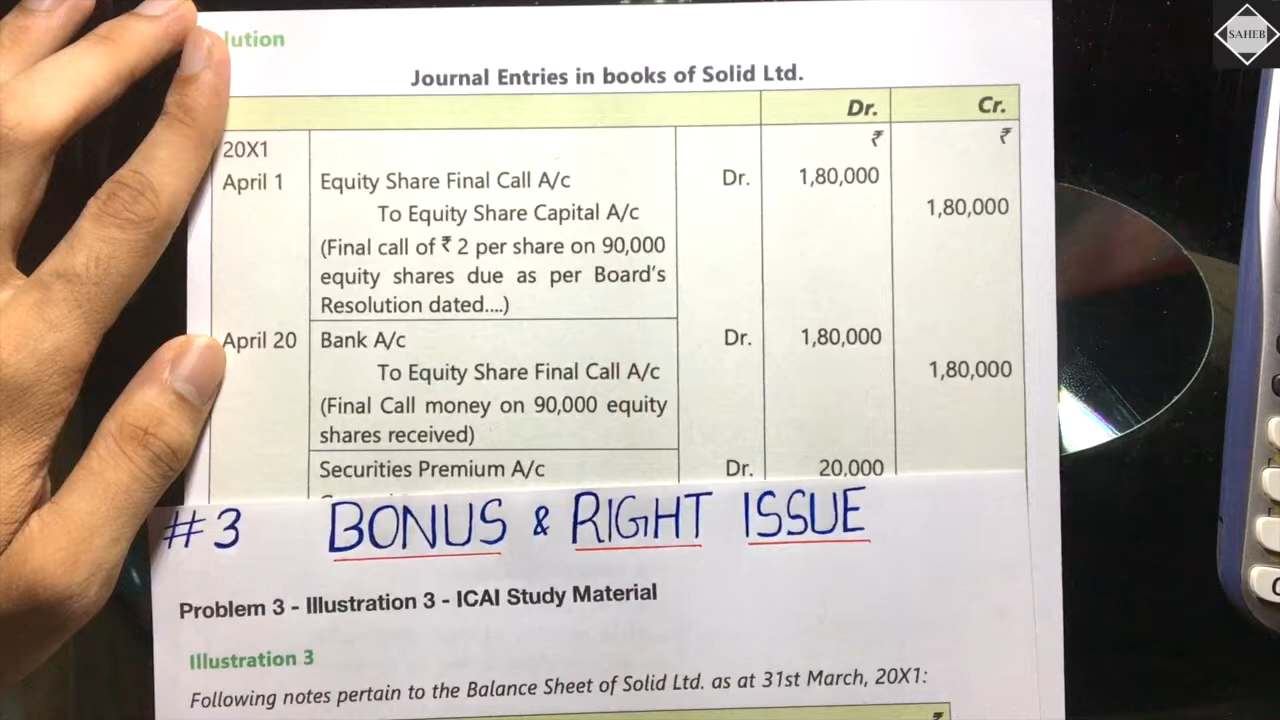 SAHEB
lution
Journal Entries in books of Solid Ltd.
Dr. Cr.
20X1 ₹ ₹
April 1 Equity Share Final Call A/c Dr. 1,80,000
To Equity Share Capital A/c 1,80,000
(Final call of ₹ 2 per share on 90,000
equity shares due as per Board's
Resolution dated....)
April 20 Bank A/c Dr. 1,80,000
To Equity Share Final Call A/c 1,80,000
(Final Call money on 90,000 equity
shares received)
Securities Premium A/c Dr. 20,000
#3 BONUS & RIGHT ISSUE
Problem 3 - Illustration 3 - ICAI Study Material
Illustration 3
Following notes pertain to the Balance Sheet of Solid Ltd. as at 31st March, 20X1:
₹